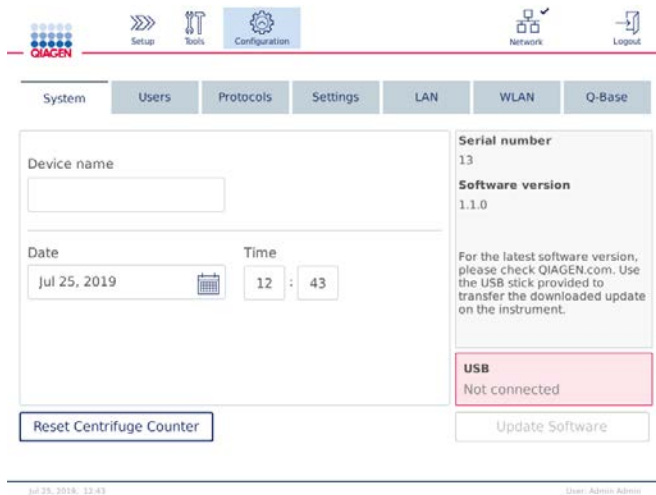 QIAGEN
Setup
Tools
Configuration
Network
Logout
System
Users
Protocols
Settings
LAN
WLAN
Q-Base
Device name
Date
Time
Jul 25, 2019
12 : 43
Serial number
13
Software version
1.1.0
For the latest software version,
please check QIAGEN.com. Use
the USB stick provided to
transfer the downloaded update
on the instrument.
USB
Not connected
Reset Centrifuge Counter
Update Software
Jul 25, 2019, 12:43
User: Admin Admin